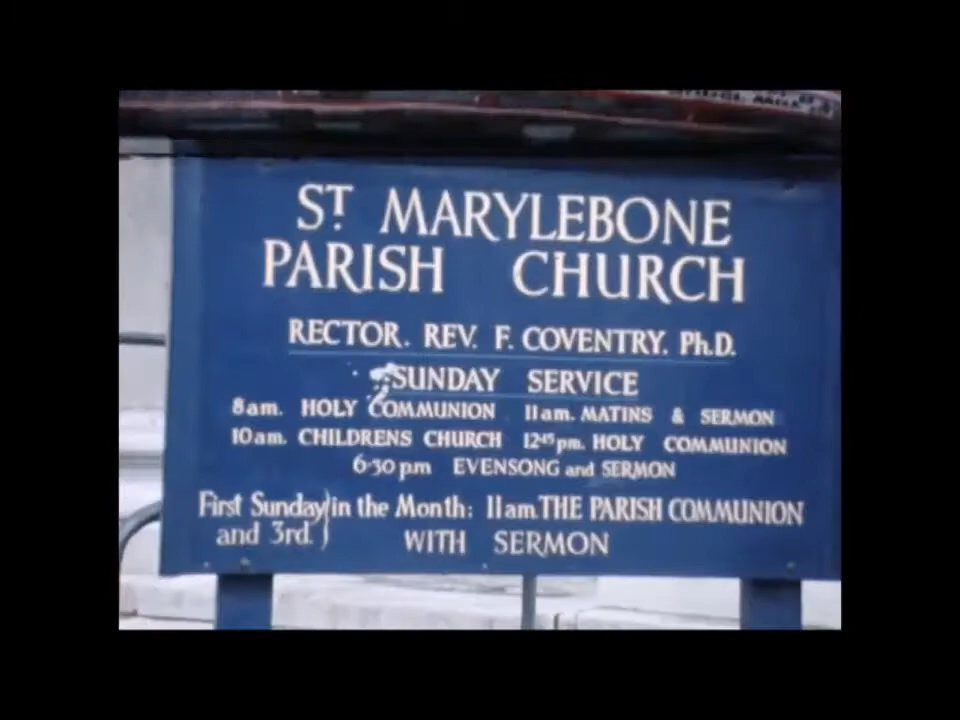 ST. MARYLEBONE
PARISH CHURCH
RECTOR. REV. F. COVENTRY. Ph.D.
SUNDAY SERVICE
8am. HOLY COMMUNION 11am. MATINS & SERMON
10am. CHILDRENS CHURCH 12.45pm. HOLY COMMUNION
6.30 pm EVENSONG and SERMON
First Sunday) in the Month: 11am. THE PARISH COMMUNION
and 3rd. ) WITH SERMON